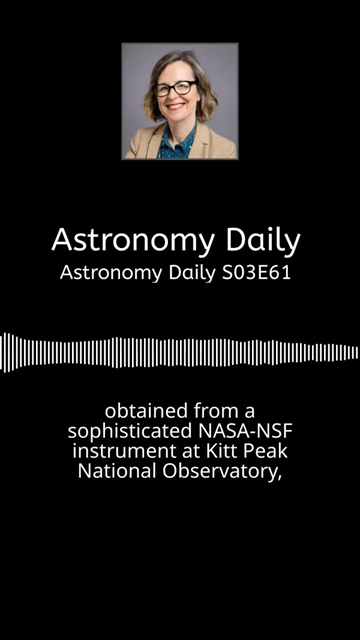 Astronomy Daily
Astronomy Daily S03E61
obtained from a
sophisticated NASA-NSF
instrument at Kitt Peak
National Observatory,